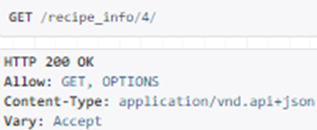 GET /recipe_info/4/
HTTP 200 OK
Allow: GET, OPTIONS
Content-Type: application/vnd.api+json
Vary: Accept